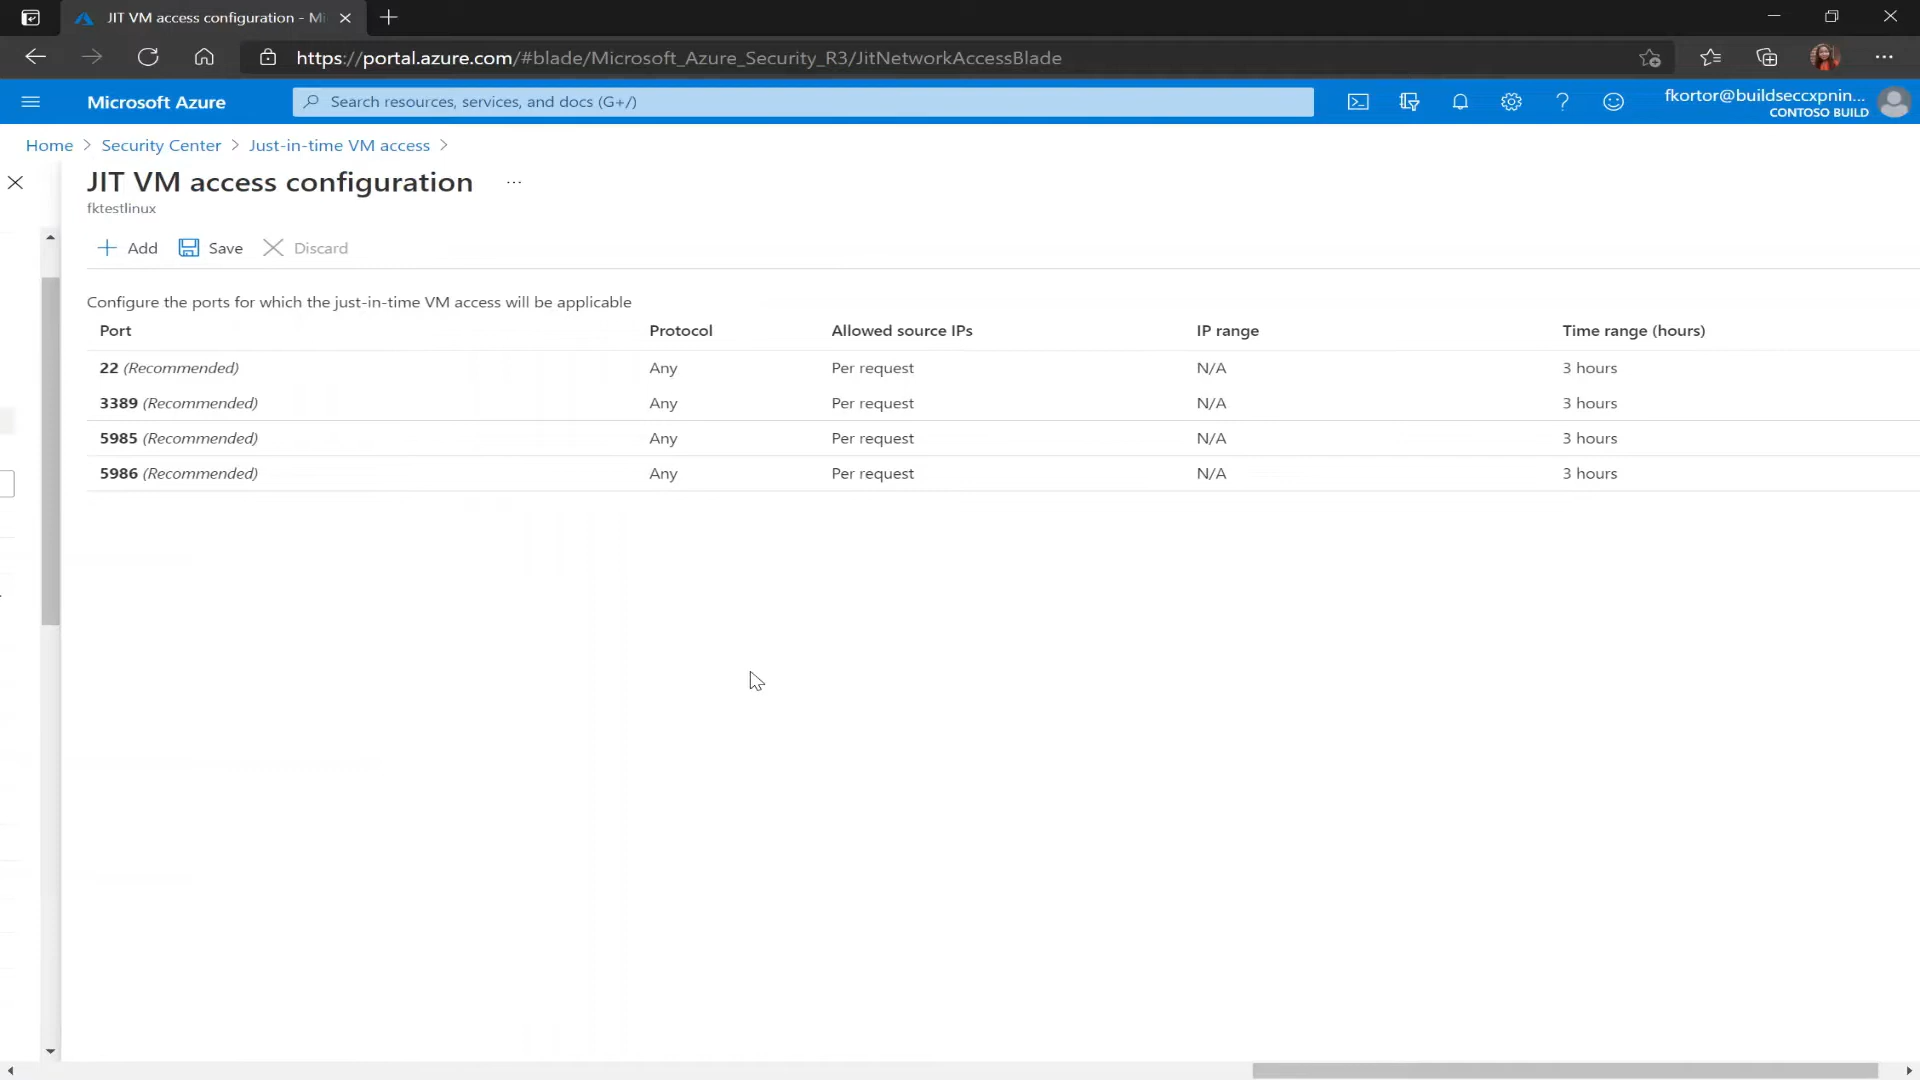 JIT VM access configuration - Mi
https://portal.azure.com/#blade/Microsoft_Azure_Security_R3/JitNetworkAccessBlade
Microsoft Azure
Search resources, services, and docs (G+/)
fkortor@buildseccxpnin...
CONTOSO BUILD
Home > Security Center > Just-in-time VM access >
JIT VM access configuration ...
fktestlinux
Add Save Discard
Configure the ports for which the just-in-time VM access will be applicable
Port Protocol Allowed source IPs IP range Time range (hours)
22 (Recommended) Any Per request N/A 3 hours
3389 (Recommended) Any Per request N/A 3 hours
5985 (Recommended) Any Per request N/A 3 hours
5986 (Recommended) Any Per request N/A 3 hours